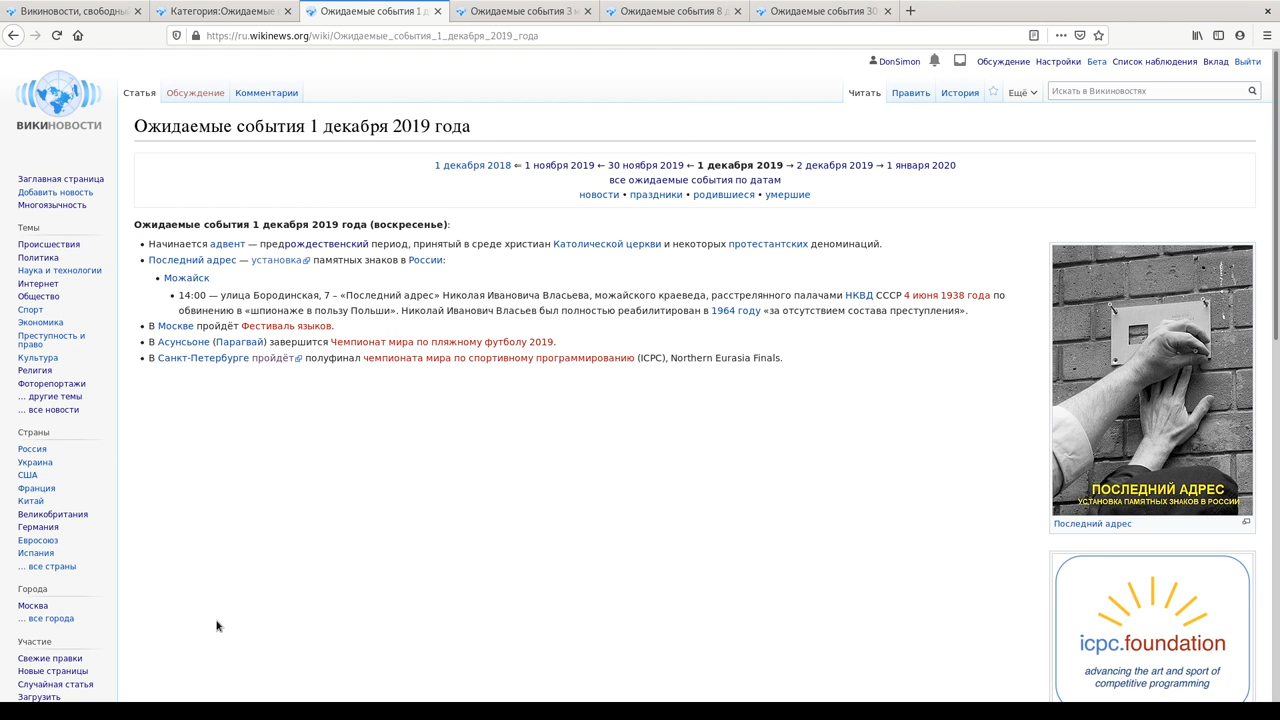 Викиновости, свободны
Категория:Ожидаемые с
Ожидаемые события 1 д
Ожидаемые события 3 м
Ожидаемые события 8 д
Ожидаемые события 30
https://ru.wikinews.org/wiki/Ожидаемые_события_1_декабря_2019_года
DonSimon Обсуждение Настройки Бета Список наблюдения Вклад Выйти
Статья Обсуждение Комментарии Читать Править История Ещё Искать в Викиновостях
ВИКИНОВОСТИ
Заглавная страница
Добавить новость
Многоязычность
Темы
Происшествия
Политика
Наука и технологии
Интернет
Общество
Спорт
Экономика
Преступность и
право
Культура
Религия
Фоторепортажи
... другие темы
... все новости
Страны
Россия
Украина
США
Франция
Китай
Великобритания
Германия
Евросоюз
Испания
... все страны
Города
Москва
... все города
Участие
Свежие правки
Новые страницы
Случайная статья
Загрузить
Ожидаемые события 1 декабря 2019 года
1 декабря 2018 ⇐ 1 ноября 2019 ← 30 ноября 2019 ← 1 декабря 2019 → 2 декабря 2019 → 1 января 2020
все ожидаемые события по датам
новости • праздники • родившиеся • умершие
Ожидаемые события 1 декабря 2019 года (воскресенье):
• Начинается адвент — предрождественский период, принятый в среде христиан Католической церкви и некоторых протестантских деноминаций.
• Последний адрес — установка памятных знаков в России:
• Можайск
• 14:00 — улица Бородинская, 7 – «Последний адрес» Николая Ивановича Власьева, можайского краеведа, расстрелянного палачами НКВД СССР 4 июня 1938 года по
обвинению в «шпионаже в пользу Польши». Николай Иванович Власьев был полностью реабилитирован в 1964 году «за отсутствием состава преступления».
• В Москве пройдёт Фестиваль языков.
• В Асунсьоне (Парагвай) завершится Чемпионат мира по пляжному футболу 2019.
• В Санкт-Петербурге пройдёт полуфинал чемпионата мира по спортивному программированию (ICPC), Northern Eurasia Finals.
ПОСЛЕДНИЙ АДРЕС
УСТАНОВКА ПАМЯТНЫХ ЗНАКОВ В РОССИИ
Последний адрес
icpc.foundation
advancing the art and sport of
competitive programming